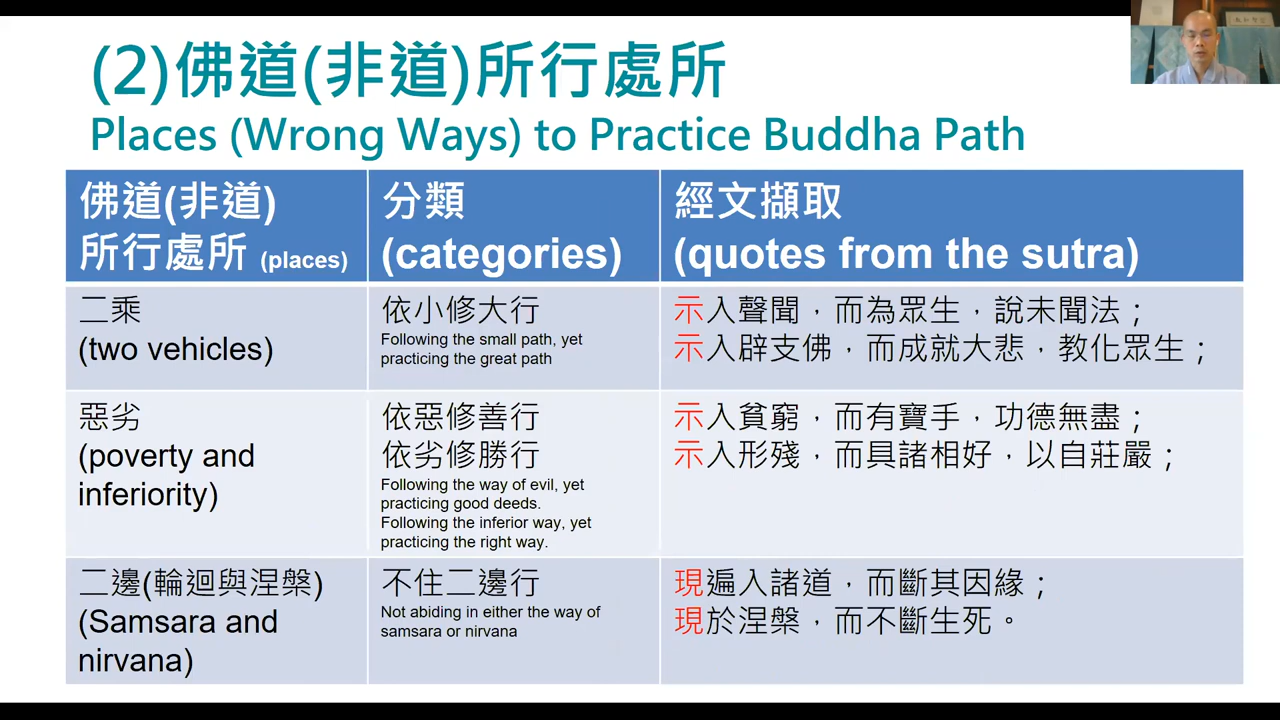 (2)佛道(非道)所行處所
Places (Wrong Ways) to Practice Buddha Path
佛道(非道)
所行處所 (places)
分類
(categories)
經文擷取
(quotes from the sutra)
二乘
(two vehicles)
依小修大行
Following the small path, yet
practicing the great path
示入聲聞，而為眾生，說未聞法；
示入辟支佛，而成就大悲，教化眾生；
惡劣
(poverty and
inferiority)
依惡修善行
依劣修勝行
Following the way of evil, yet
practicing good deeds.
Following the inferior way, yet
practicing the right way.
示入貧窮，而有寶手，功德無盡；
示入形殘，而具諸相好，以自莊嚴；
二邊(輪迴與涅槃)
(Samsara and
nirvana)
不住二邊行
Not abiding in either the way of
samsara or nirvana
現遍入諸道，而斷其因緣；
現於涅槃，而不斷生死。